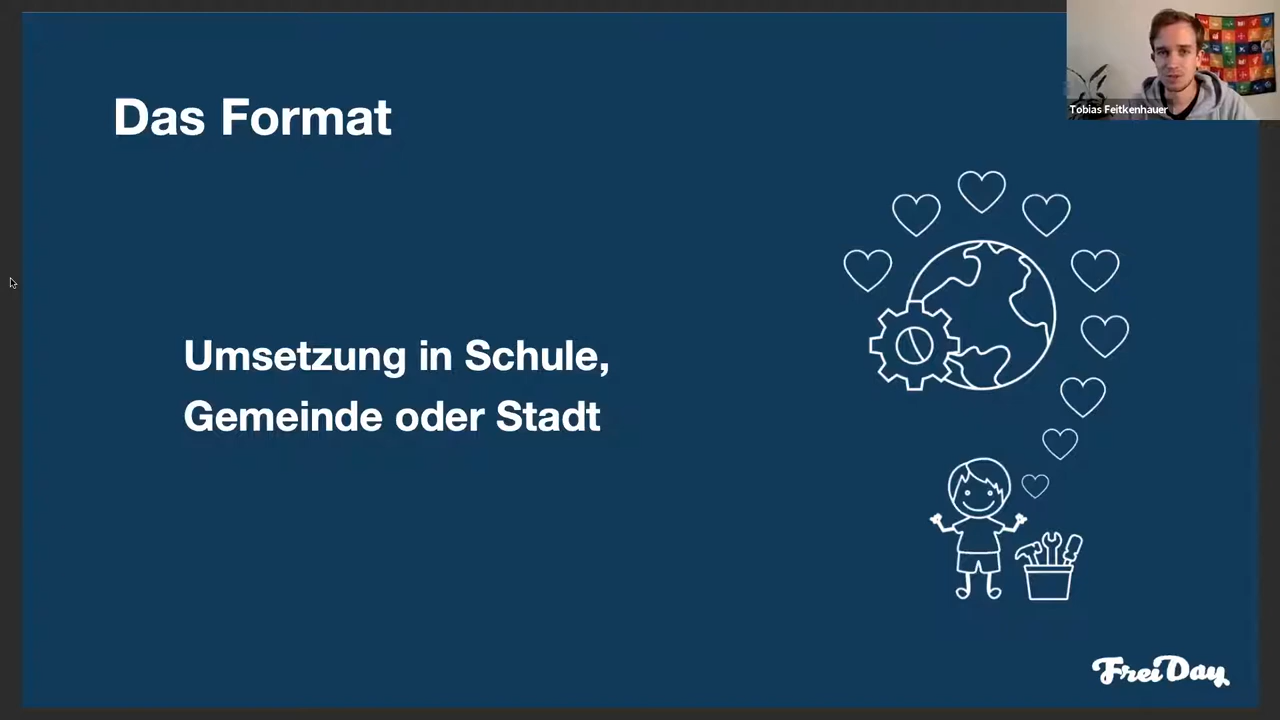 Das Format
Tobias Feitkenhauer
Umsetzung in Schule,
Gemeinde oder Stadt
FreiDay